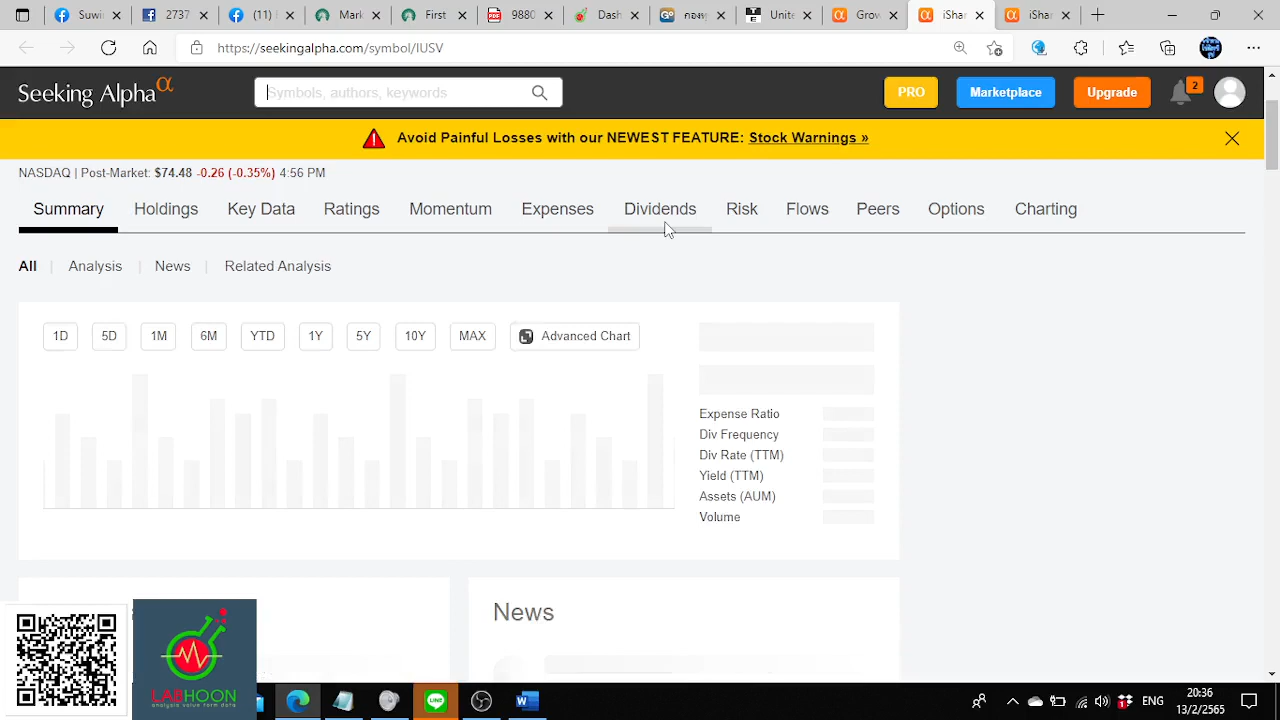 Suwin
2737
(11)
Mark
First
9880
Dash
new
Unite
Grow
iShar
iShar
https://seekingalpha.com/symbol/IUSV
Seeking Alpha α
Symbols, authors, keywords
PRO
Marketplace
Upgrade
2
Avoid Painful Losses with our NEWEST FEATURE: Stock Warnings »
NASDAQ | Post-Market: $74.48 -0.26 (-0.35%) 4:56 PM
Summary Holdings Key Data Ratings Momentum Expenses Dividends Risk Flows Peers Options Charting
All | Analysis | News | Related Analysis
1D 5D 1M 6M YTD 1Y 5Y 10Y MAX Advanced Chart
Expense Ratio
Div Frequency
Div Rate (TTM)
Yield (TTM)
Assets (AUM)
Volume
News
LABHOON
analysis value form data
LINE
ENG
20:36
13/2/2565